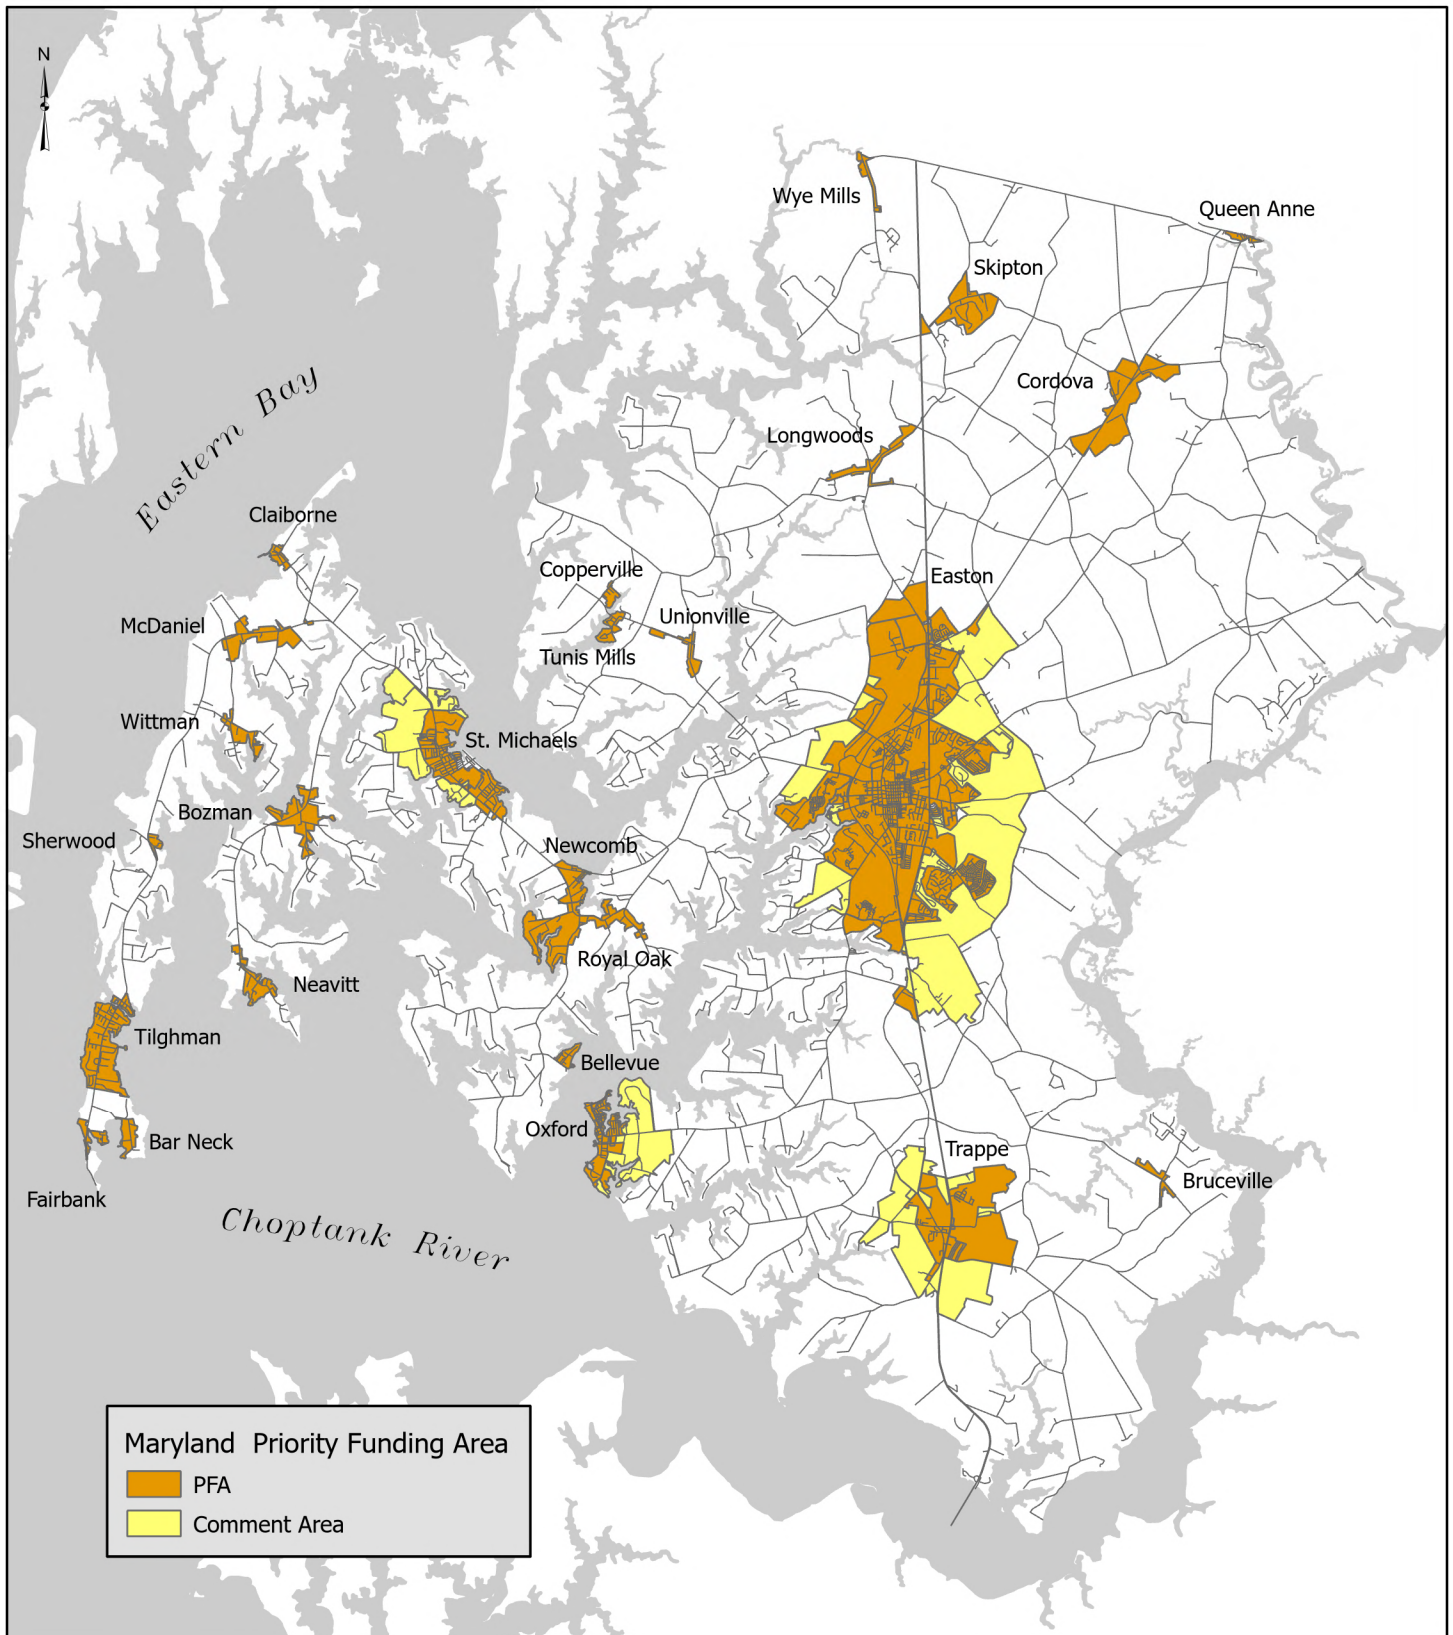 N
Wye Mills
Queen Anne
Skipton
Cordova
Eastern Bay
Longwoods
Claiborne
Copperville
Easton
McDaniel
Unionville
Tunis Mills
Wittman
St. Michaels
Bozman
Sherwood
Newcomb
Royal Oak
Neavitt
Tilghman
Bellevue
Oxford
Bar Neck
Trappe
Bruceville
Fairbank
Choptank River
Maryland Priority Funding Area
PFA
Comment Area